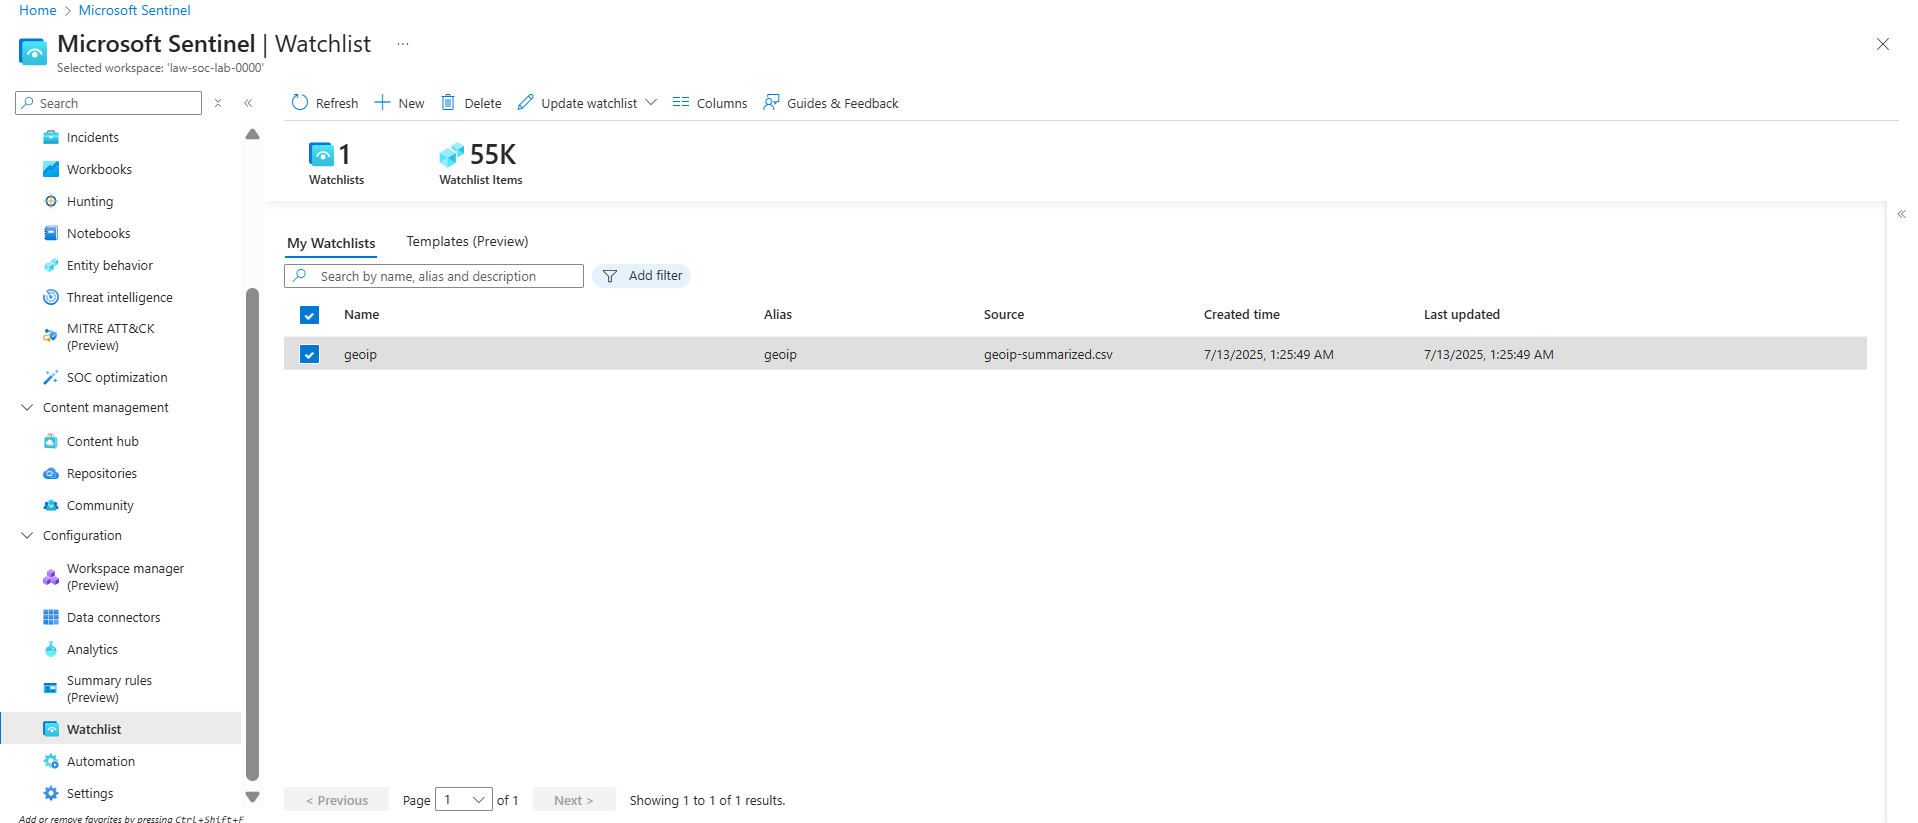 Home > Microsoft Sentinel
Microsoft Sentinel | Watchlist ...
Selected workspace: 'law-soc-lab-0000'
Search
Refresh New Delete Update watchlist Columns Guides & Feedback
Incidents
Workbooks
Hunting
Notebooks
Entity behavior
Threat intelligence
MITRE ATT&CK
(Preview)
SOC optimization
Content management
Content hub
Repositories
Community
Configuration
Workspace manager
(Preview)
Data connectors
Analytics
Summary rules
(Preview)
Watchlist
Automation
Settings
Add or remove favorites by pressing Ctrl+Shift+F
1 55K
Watchlists Watchlist Items
My Watchlists Templates (Preview)
Search by name, alias and description Add filter
Name Alias Source Created time Last updated
geoip geoip geoip-summarized.csv 7/13/2025, 1:25:49 AM 7/13/2025, 1:25:49 AM
< Previous Page 1 of 1 Next > Showing 1 to 1 of 1 results.